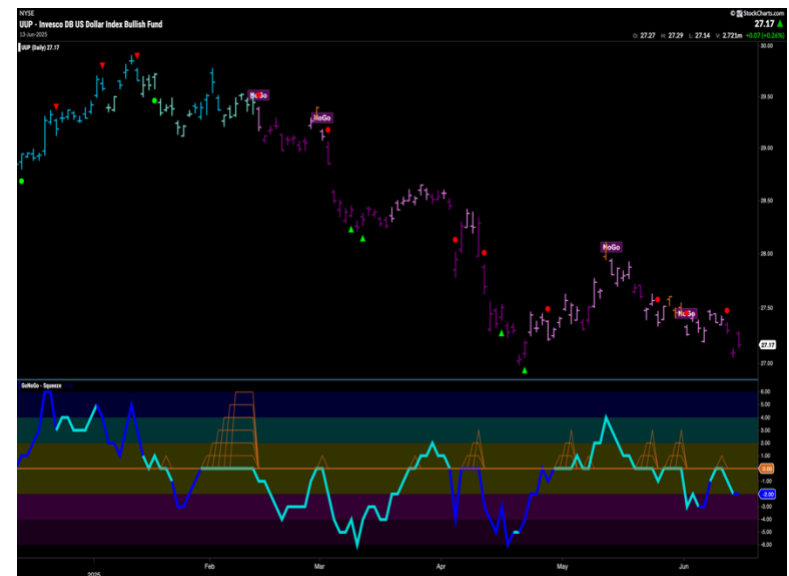 NYSE
© StockCharts.com
UUP - Invesco DB US Dollar Index Bullish Fund
27.17
13-Jun-2025
O: 27.27 H: 27.29 L: 27.14 V: 2.721m +0.07 (+0.26%)
UUP (Daily) 27.17
30.00
29.50
29.00
28.50
28.00
27.50
27.17
27.00
NoGo
NoGo
NoGo
NoGo
GoNoGo - Squeeze
6.00
5.00
4.00
3.00
2.00
1.00
0.00
-1.00
-2.00
-3.00
-4.00
-5.00
-6.00
2025
Feb
Mar
Apr
May
Jun